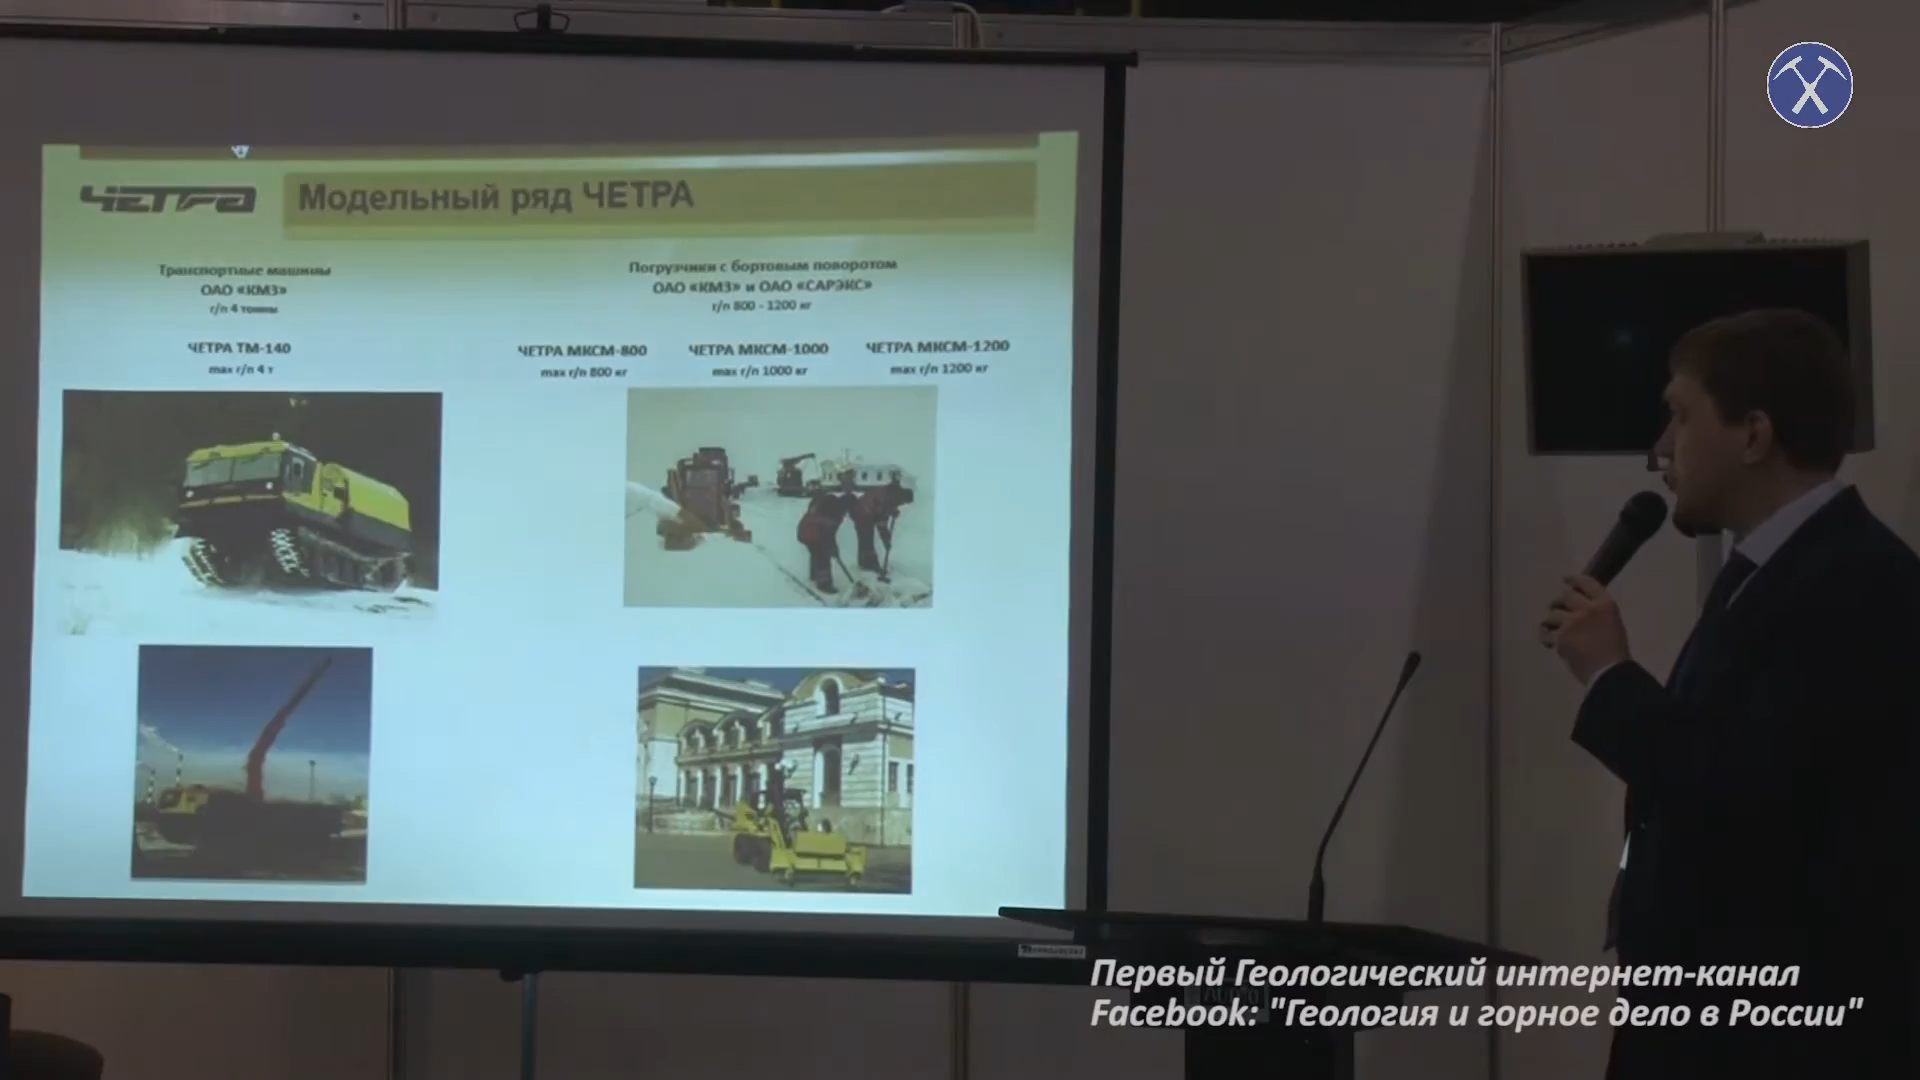 ЧЕТРА
Модельный ряд ЧЕТРА
Транспортные машины
ОАО «КМЗ»
г/п 4 тонны
ЧЕТРА ТМ-140
max г/п 4 т
Погрузчики с бортовым поворотом
ОАО «КМЗ» и ОАО «САРЭКС»
г/п 800 - 1200 кг
ЧЕТРА МКСМ-800
max г/п 800 кг
ЧЕТРА МКСМ-1000
max г/п 1000 кг
ЧЕТРА МКСМ-1200
max г/п 1200 кг
Первый Геологический интернет-канал
Facebook: "Геология и горное дело в России"